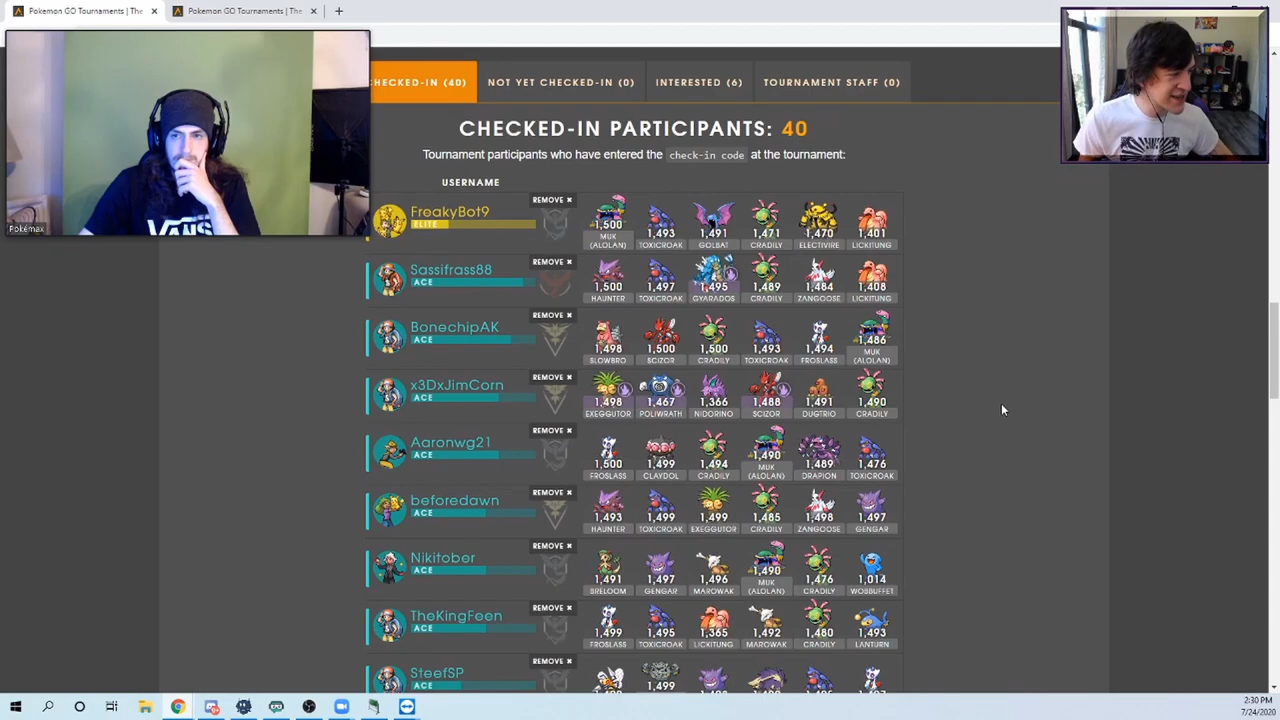 Pokemon GO Tournaments | The
Pokemon GO Tournaments | The
CHECKED-IN (40)
NOT YET CHECKED-IN (0)
INTERESTED (6)
TOURNAMENT STAFF (0)
CHECKED-IN PARTICIPANTS: 40
Tournament participants who have entered the check-in code at the tournament:
USERNAME
VANS
Pokémax
FreakyBot9
ELITE
REMOVE ×
1,500 1,493 1,491 1,471 1,470 1,401
MUK (ALOLAN) TOXICROAK GOLBAT CRADILY ELECTIVIRE LICKITUNG
Sassifrass88
ACE
REMOVE ×
1,500 1,497 1,495 1,489 1,484 1,408
HAUNTER TOXICROAK GYARADOS CRADILY ZANGOOSE LICKITUNG
BonechipAK
ACE
REMOVE ×
1,498 1,500 1,500 1,493 1,494 1,486
SLOWBRO SCIZOR CRADILY TOXICROAK FROSLASS MUK (ALOLAN)
x3DxJimCorn
ACE
REMOVE ×
1,498 1,467 1,366 1,488 1,491 1,490
EXEGGUTOR POLIWRATH NIDORINO SCIZOR DUGTRIO CRADILY
Aaronwg21
ACE
REMOVE ×
1,500 1,499 1,494 1,490 1,489 1,476
FROSLASS CLAYDOL CRADILY MUK (ALOLAN) DRAPION TOXICROAK
beforedawn
ACE
REMOVE ×
1,493 1,499 1,499 1,485 1,498 1,497
HAUNTER TOXICROAK EXEGGUTOR CRADILY ZANGOOSE GENGAR
Nikitober
ACE
REMOVE ×
1,491 1,497 1,496 1,490 1,476 1,014
BRELOOM GENGAR MAROWAK MUK (ALOLAN) CRADILY WOBBUFFET
TheKingFeen
ACE
REMOVE ×
1,499 1,495 1,365 1,492 1,480 1,493
FROSLASS TOXICROAK LICKITUNG MAROWAK CRADILY LANTURN
SteefSP
ACE
REMOVE ×
1,499
2:30 PM
7/24/2020